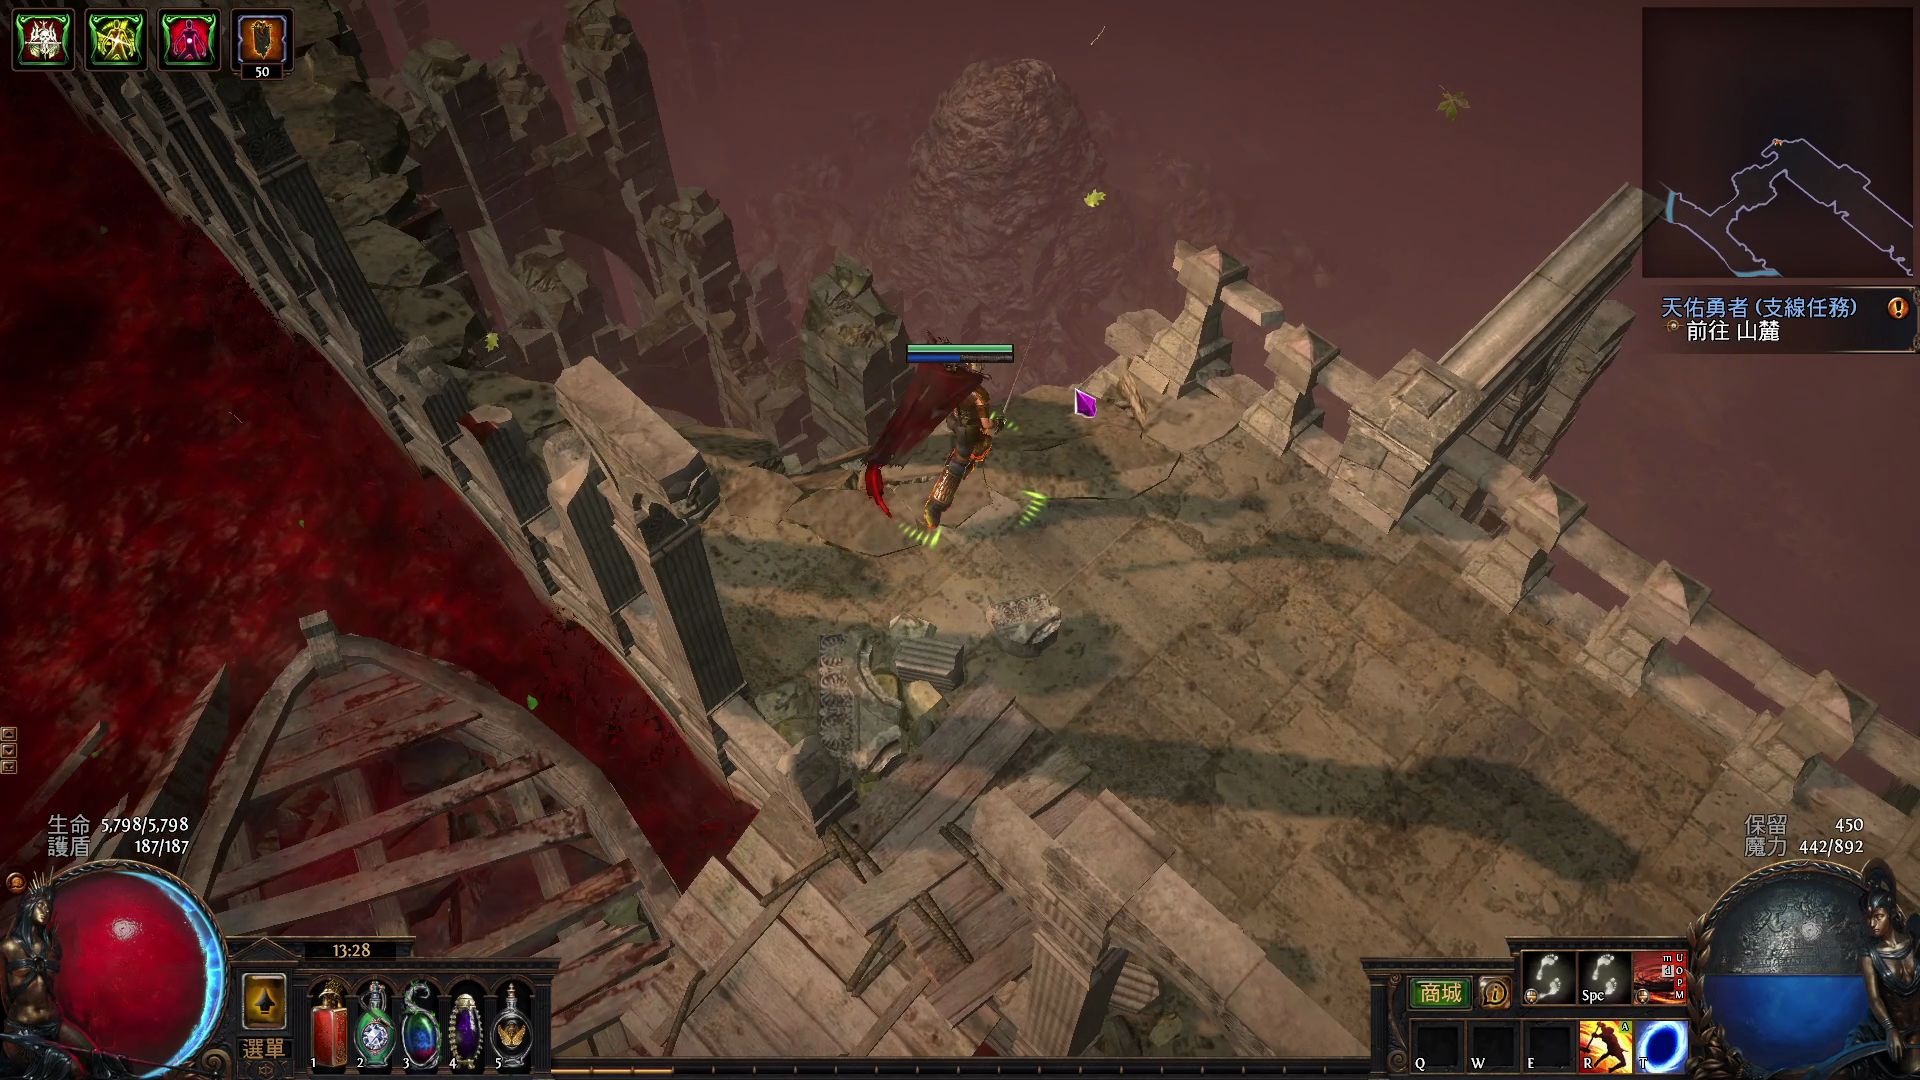 50
天佑勇者 (支線任務)
前往 山麓
生命 5,798/5,798
護盾 187/187
保留 450
魔力 442/892
13:28
選單
1
2
3
4
5
商城
Spc
m U
d O
P
M
Q
W
E
R
A
T